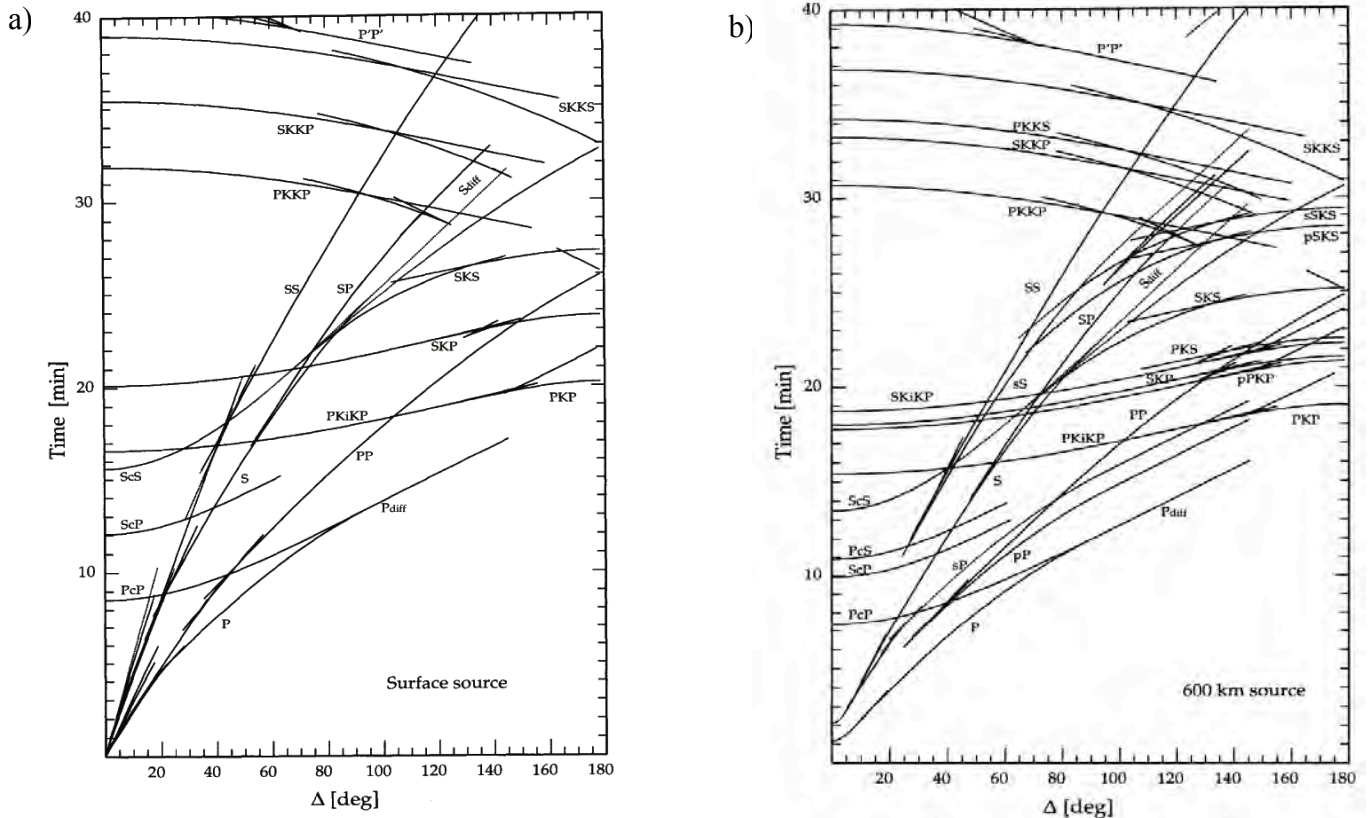 a)
40
30
20
10
Time [min]
P'P'
SKKS
SKKP
Sdiff
PKKP
SS
SP
SKS
SKP
PKiKP
PKP
ScS
S
PP
ScP
Pdiff
PcP
P
Surface source
20 40 60 80 100 120 140 160 180
Δ [deg]
b)
40
30
20
10
Time [min]
P'P'
PKKS
SKKP
SKKS
PKKP
sSKS
pSKS
Sdiff
SS
SKS
SP
PKS
sS
SKP
pPKP
SKiKP
PP
PKP
PKiKP
S
ScS
Pdiff
PcS
sP
pP
ScP
PcP
P
600 km source
20 40 60 80 100 120 140 160 180
Δ [deg]